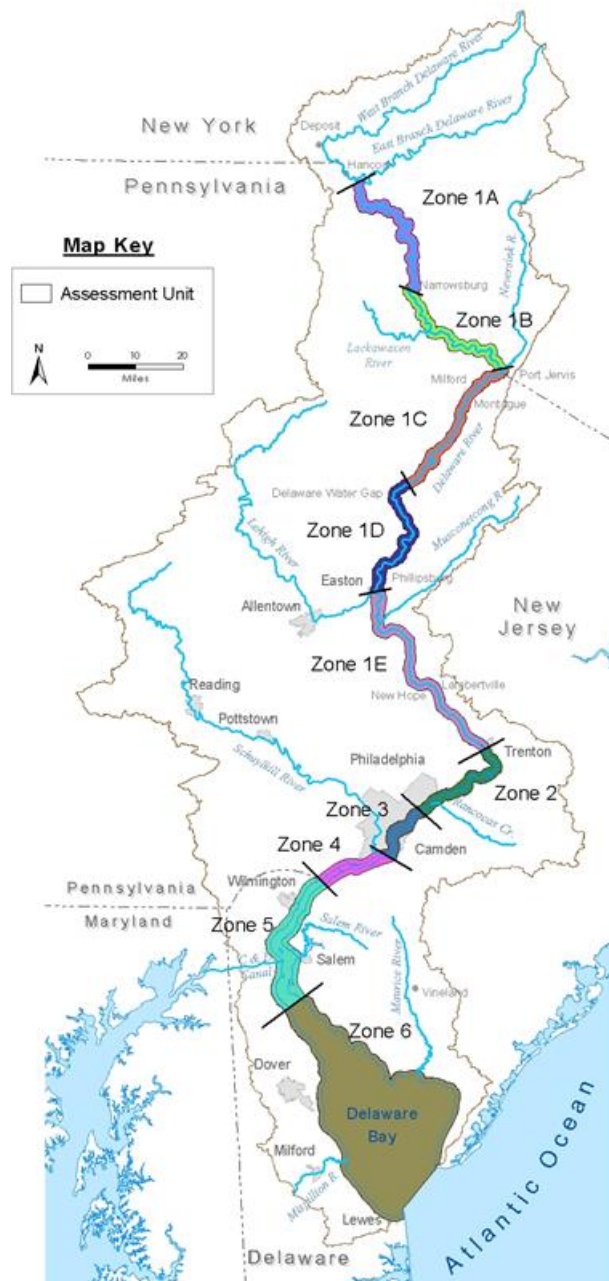 West Branch Delaware River
New York
Deposit
East Branch Delaware River
Hancock
Pennsylvania
Zone 1A
Map Key
Assessment Unit
Neversink R.
Narrowsburg
N
0 10 20
Miles
Zone 1B
Lackawaxen
River
Milford
Port Jervis
Zone 1C
Montague
Delaware River
Delaware Water Gap
Musconetcong R.
Lehigh River
Zone 1D
Easton
Phillipsburg
Allentown
New
Jersey
Zone 1E
Reading
Lambertville
New Hope
Pottstown
Trenton
Schuylkill River
Philadelphia
Zone 2
Zone 3
Rancocas Cr.
Camden
Zone 4
Pennsylvania
Wilmington
Maryland
Zone 5
Salem River
C. & D.
Canal
Salem
Maurice River
Vineland
Zone 6
Dover
Delaware
Bay
Atlantic Ocean
Milford
Lewes
Delaware